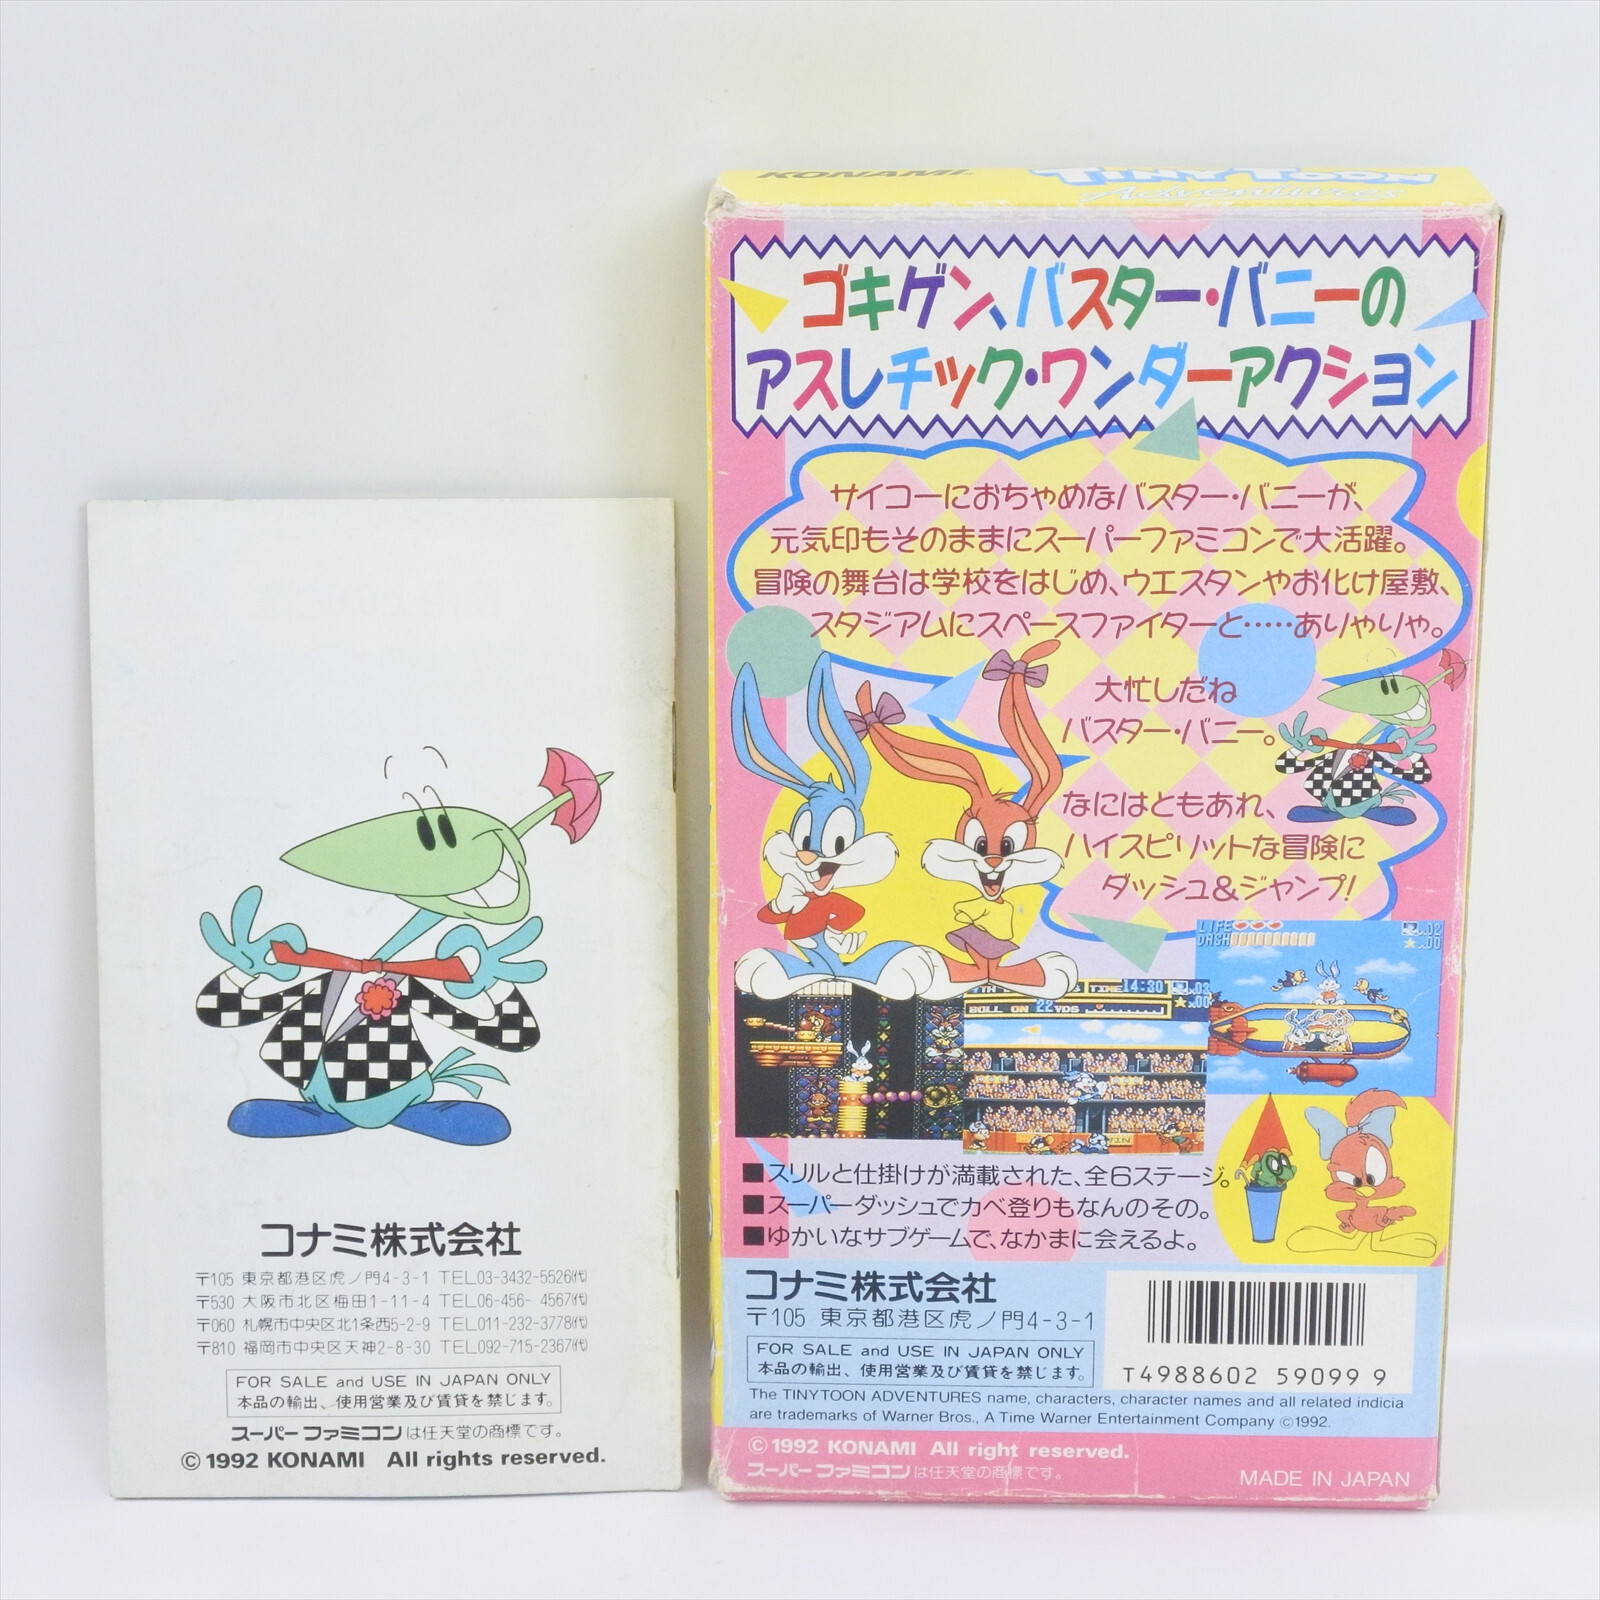 コナミ株式会社
〒105 東京都港区虎ノ門4-3-1 TEL03-3432-5526㈹
〒530 大阪市北区梅田1-11-4 TEL06-456-4567㈹
〒060 札幌市中央区北1条西5-2-9 TEL011-232-3778㈹
〒810 福岡市中央区天神2-8-30 TEL092-715-2367㈹
FOR SALE and USE IN JAPAN ONLY
本品の輸出、使用営業及び賃貸を禁じます。
スーパーファミコンは任天堂の商標です。
©1992 KONAMI All rights reserved.
KONAMI
TINY TOON
Adventures
ゴキゲン、バスター・バニーの
アスレチック・ワンダーアクション
サイコーにおちゃめなバスター・バニーが、
元気印もそのままにスーパーファミコンで大活躍。
冒険の舞台は学校をはじめ、ウエスタンやお化け屋敷、
スタジアムにスペースファイターと……ありゃりゃ。
大忙しだね
バスター・バニー。
なにはともあれ、
ハイスピリットな冒険に
ダッシュ&ジャンプ!
LIFE
DASH
x02
x00
TIME 14:30
x03
x00
BOLL ON 22YDS
■スリルと仕掛けが満載された、全6ステージ。
■スーパーダッシュでカベ登りもなんのその。
■ゆかいなサブゲームで、なかまに会えるよ。
コナミ株式会社
〒105 東京都港区虎ノ門4-3-1
FOR SALE and USE IN JAPAN ONLY
本品の輸出、使用営業及び賃貸を禁じます。
T4988602 59099 9
The TINYTOON ADVENTURES name, characters, character names and all related indicia
are trademarks of Warner Bros., A Time Warner Entertainment Company ©1992.
©1992 KONAMI All right reserved.
スーパーファミコンは任天堂の商標です。
MADE IN JAPAN